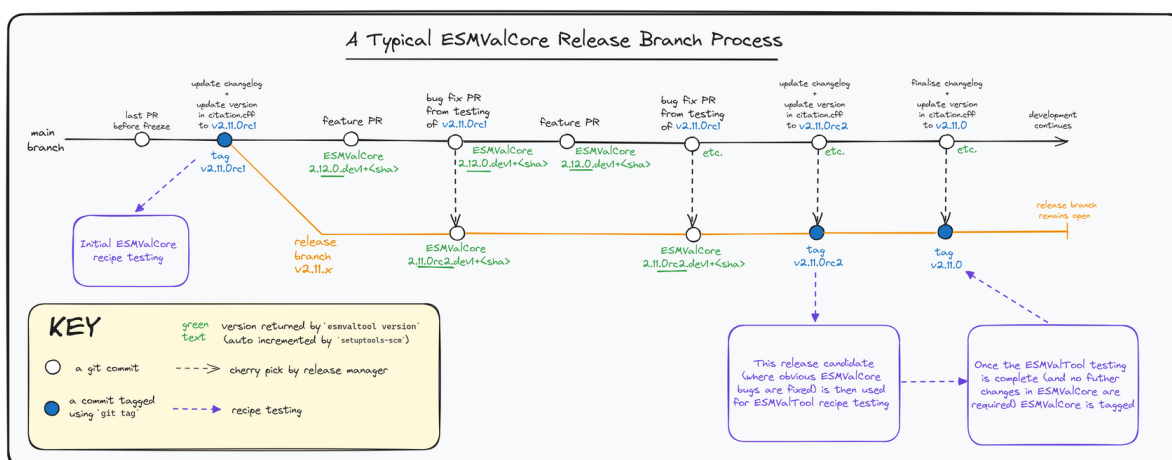 A Typical ESMValCore Release Branch Process
main
branch
last PR
before freeze
update changelog
+
update version
in citation.cff
to v2.11.0rc1
tag
v2.11.0rc1
feature PR
ESMValCore
2.12.0.dev1+<sha>
bug fix PR
from testing
of v2.11.0rc1
ESMValCore
2.12.0.dev1+<sha>
feature PR
ESMValCore
2.12.0.dev1+<sha>
bug fix PR
from testing
of v2.11.0rc1
etc.
update changelog
+
update version
in citation.cff
to v2.11.0rc2
etc.
finalise changelog
+
update version
in citation.cff
to v2.11.0
etc.
development
continues
Initial ESMValCore
recipe testing
release
branch
v2.11.x
ESMValCore
2.11.0rc2.dev1+<sha>
ESMValCore
2.11.0rc2.dev1+<sha>
tag
v2.11.0rc2
tag
v2.11.0
release branch
remains open
KEY
green
text
version returned by `esmvaltool version`
(auto incremented by `setuptools-scm`)
a git commit
cherry pick by release manager
a commit tagged
using `git tag`
recipe testing
This release candidate
(where obvious ESMValCore
bugs are fixed) is then used
for ESMValTool recipe testing
Once the ESMValTool testing
is complete (and no futher
changes in ESMValCore are
required) ESMValCore is tagged